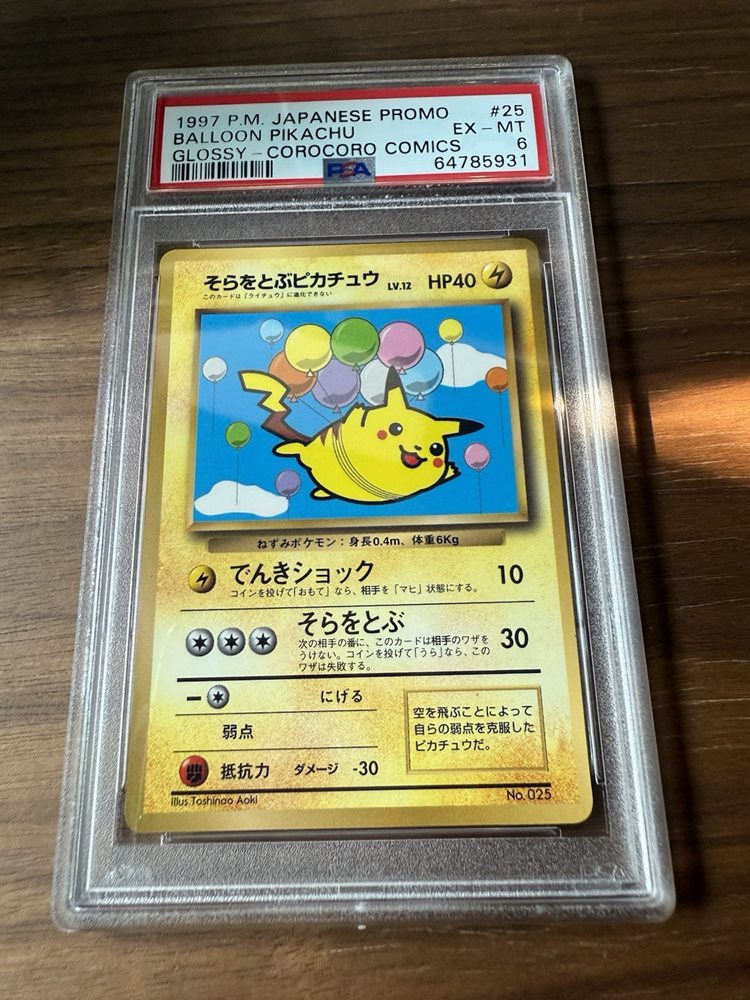 1997 P.M. JAPANESE PROMO #25
BALLOON PIKACHU EX-MT
GLOSSY-COROCORO COMICS 6
PSA 64785931
そらをとぶピカチュウ LV.12 HP40
このカードは「ライチュウ」に進化できない
ねずみポケモン：身長0.4m、体重6Kg
でんきショック 10
コインを投げて「おもて」なら、相手を「マヒ」状態にする。
そらをとぶ 30
次の相手の番に、このカードは相手のワザを
うけない。コインを投げて「うら」なら、この
ワザは失敗する。
にげる
弱点
抵抗力 ダメージ -30
空を飛ぶことによって
自らの弱点を克服した
ピカチュウだ。
Illus.Toshinao Aoki No.025